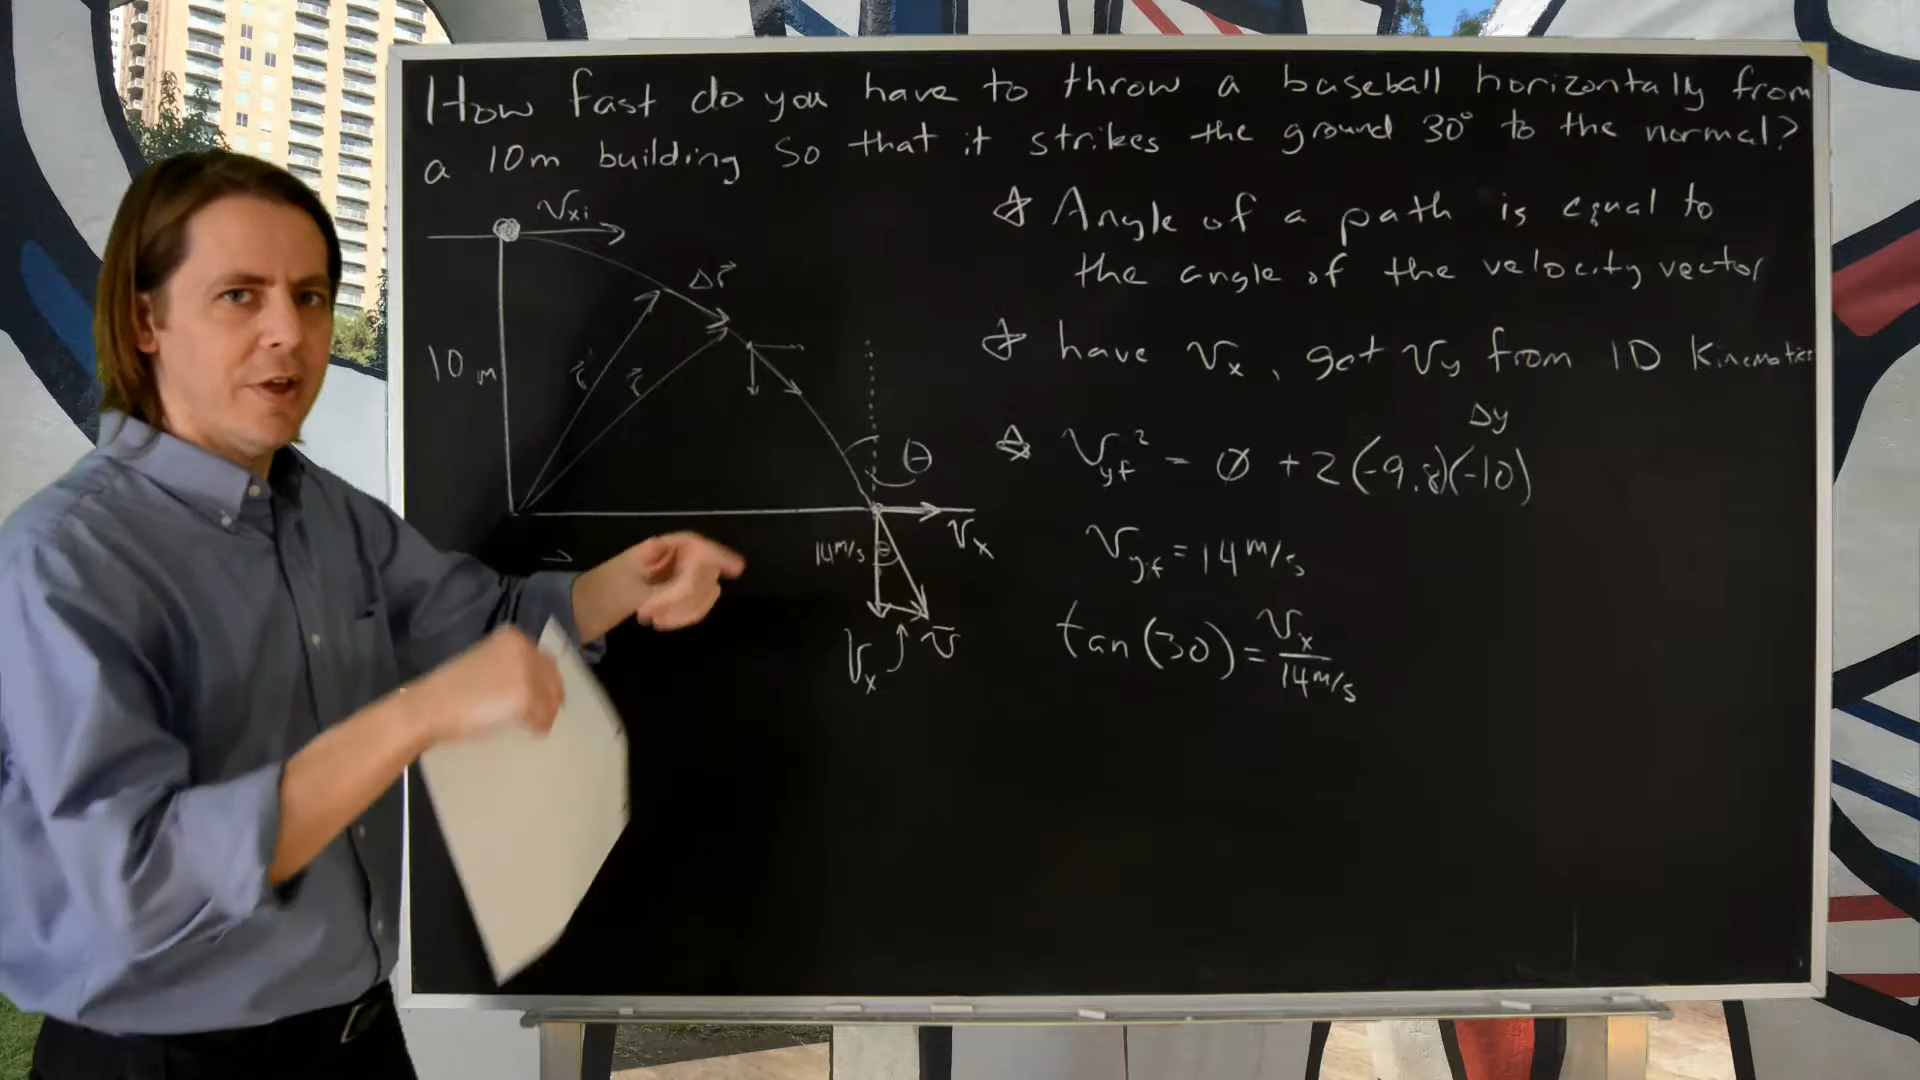 How fast do you have to throw a baseball horizontally from
a 10m building so that it strikes the ground 30° to the normal?
Vxi
Δr⃗
10 m
θ
14 m/s
θ
Vx
Vx
v⃗
☆ Angle of a path is equal to
the angle of the velocity vector
☆ have Vx, get Vy from 1D Kinematics
Δy
☆ Vyf² = 0 + 2(-9.8)(-10)
Vyf = 14 m/s
tan(30) = Vx / 14 m/s